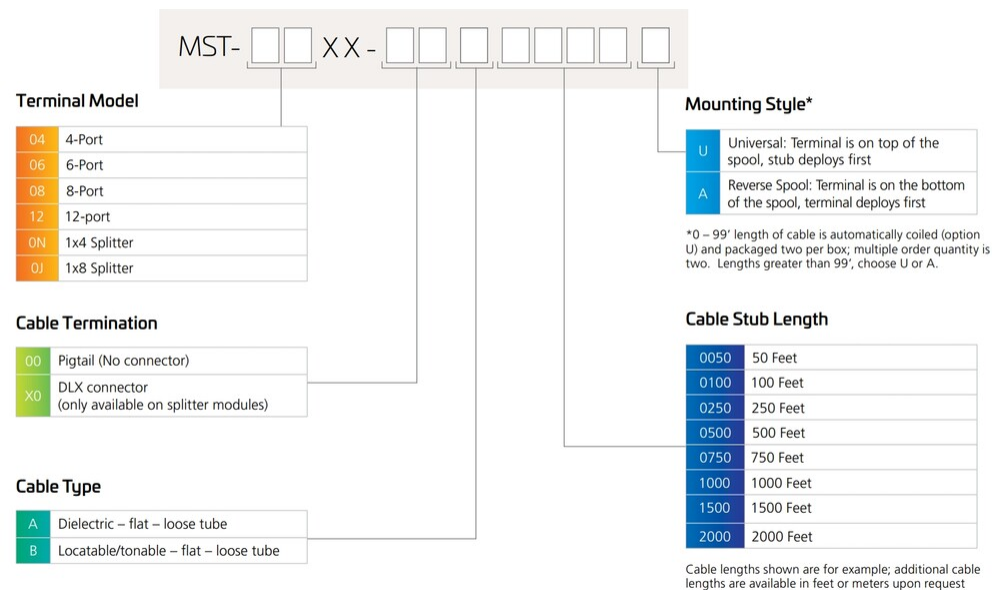 MST- XX -
Terminal Model
04 4-Port
06 6-Port
08 8-Port
12 12-port
0N 1x4 Splitter
0J 1x8 Splitter
Cable Termination
00 Pigtail (No connector)
X0 DLX connector
(only available on splitter modules)
Cable Type
A Dielectric – flat – loose tube
B Locatable/tonable – flat – loose tube
Mounting Style*
U Universal: Terminal is on top of the
spool, stub deploys first
A Reverse Spool: Terminal is on the bottom
of the spool, terminal deploys first
*0 – 99’ length of cable is automatically coiled (option
U) and packaged two per box; multiple order quantity is
two. Lengths greater than 99’, choose U or A.
Cable Stub Length
0050 50 Feet
0100 100 Feet
0250 250 Feet
0500 500 Feet
0750 750 Feet
1000 1000 Feet
1500 1500 Feet
2000 2000 Feet
Cable lengths shown are for example; additional cable
lengths are available in feet or meters upon request